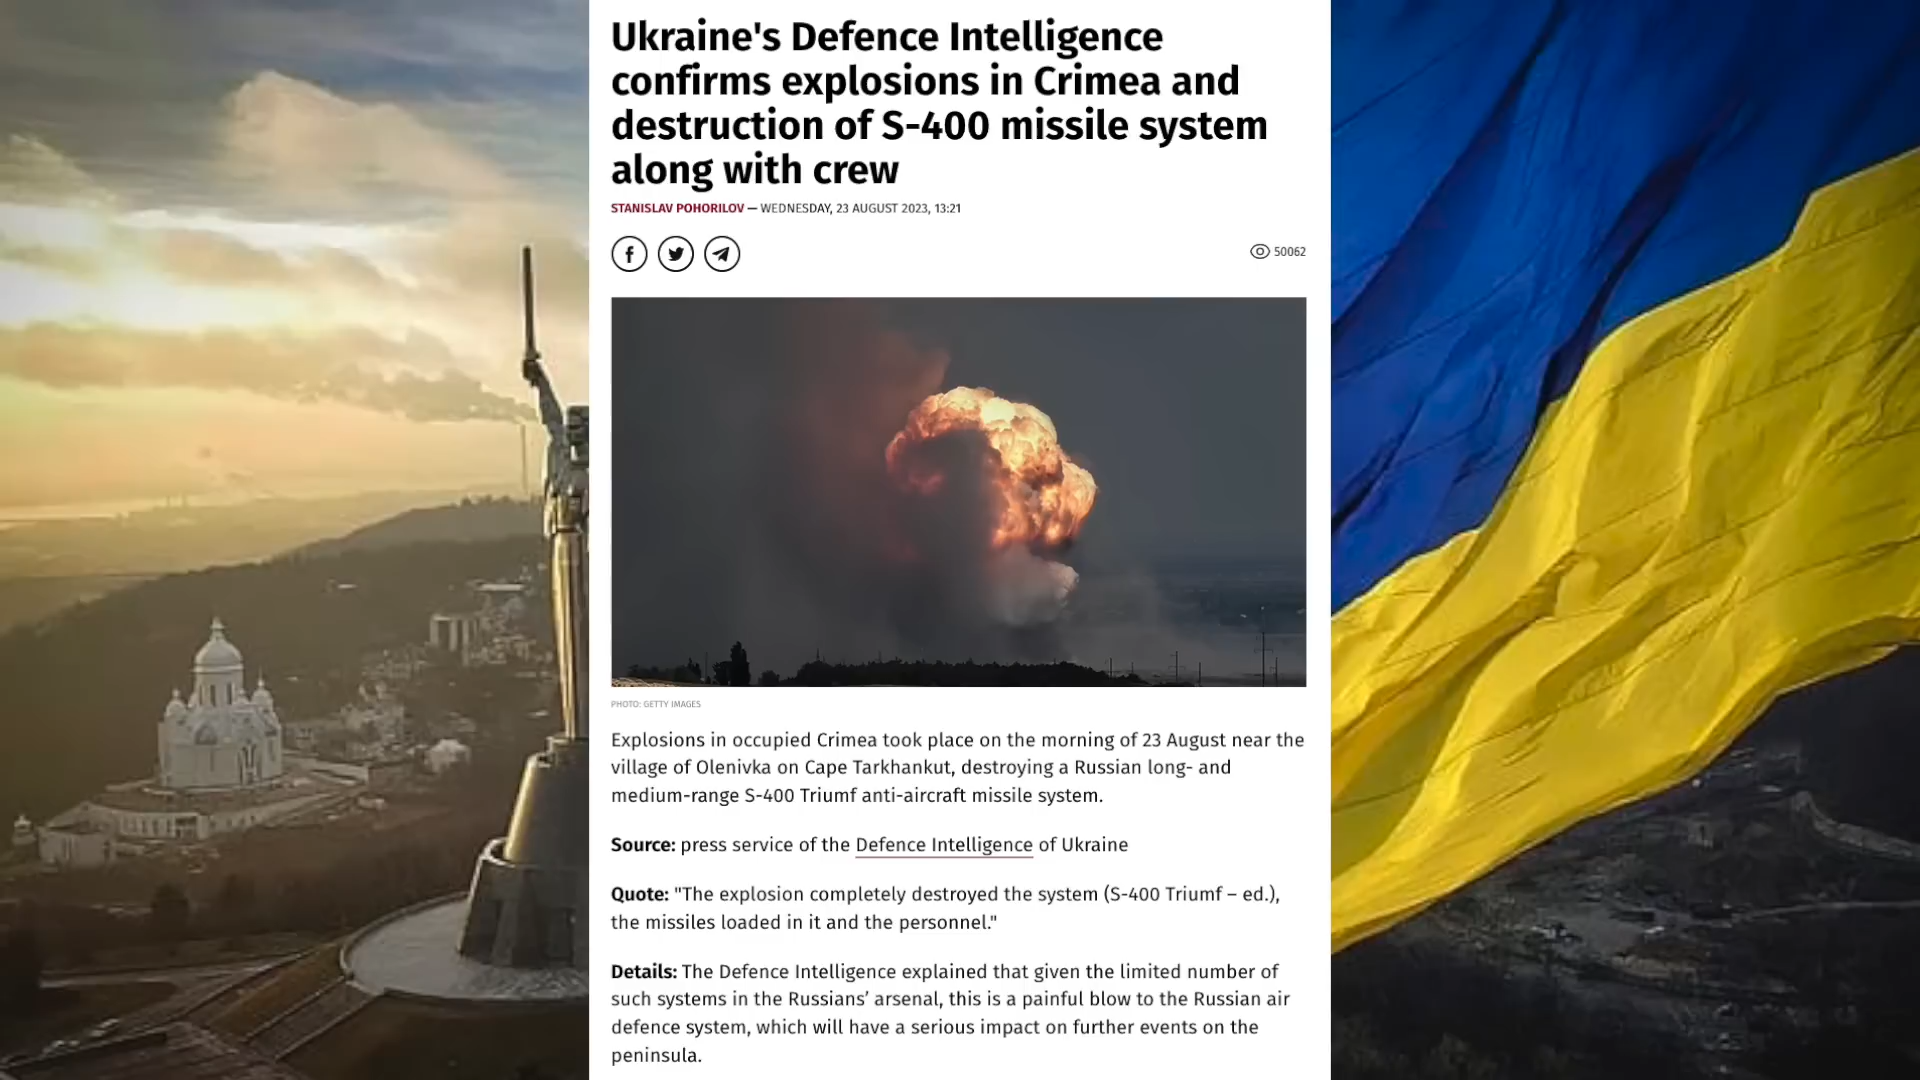 Ukraine's Defence Intelligence
confirms explosions in Crimea and
destruction of S-400 missile system
along with crew
STANISLAV POHORILOV — WEDNESDAY, 23 AUGUST 2023, 13:21
50062
PHOTO: GETTY IMAGES
Explosions in occupied Crimea took place on the morning of 23 August near the
village of Olenivka on Cape Tarkhankut, destroying a Russian long- and
medium-range S-400 Triumf anti-aircraft missile system.
Source: press service of the Defence Intelligence of Ukraine
Quote: "The explosion completely destroyed the system (S-400 Triumf – ed.),
the missiles loaded in it and the personnel."
Details: The Defence Intelligence explained that given the limited number of
such systems in the Russians’ arsenal, this is a painful blow to the Russian air
defence system, which will have a serious impact on further events on the
peninsula.